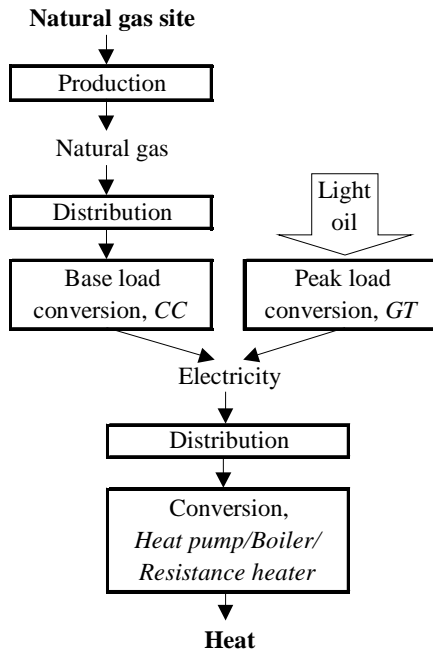 Natural gas site
Production
Natural gas
Distribution
Light
oil
Base load
conversion, CC
Peak load
conversion, GT
Electricity
Distribution
Conversion,
Heat pump/Boiler/
Resistance heater
Heat